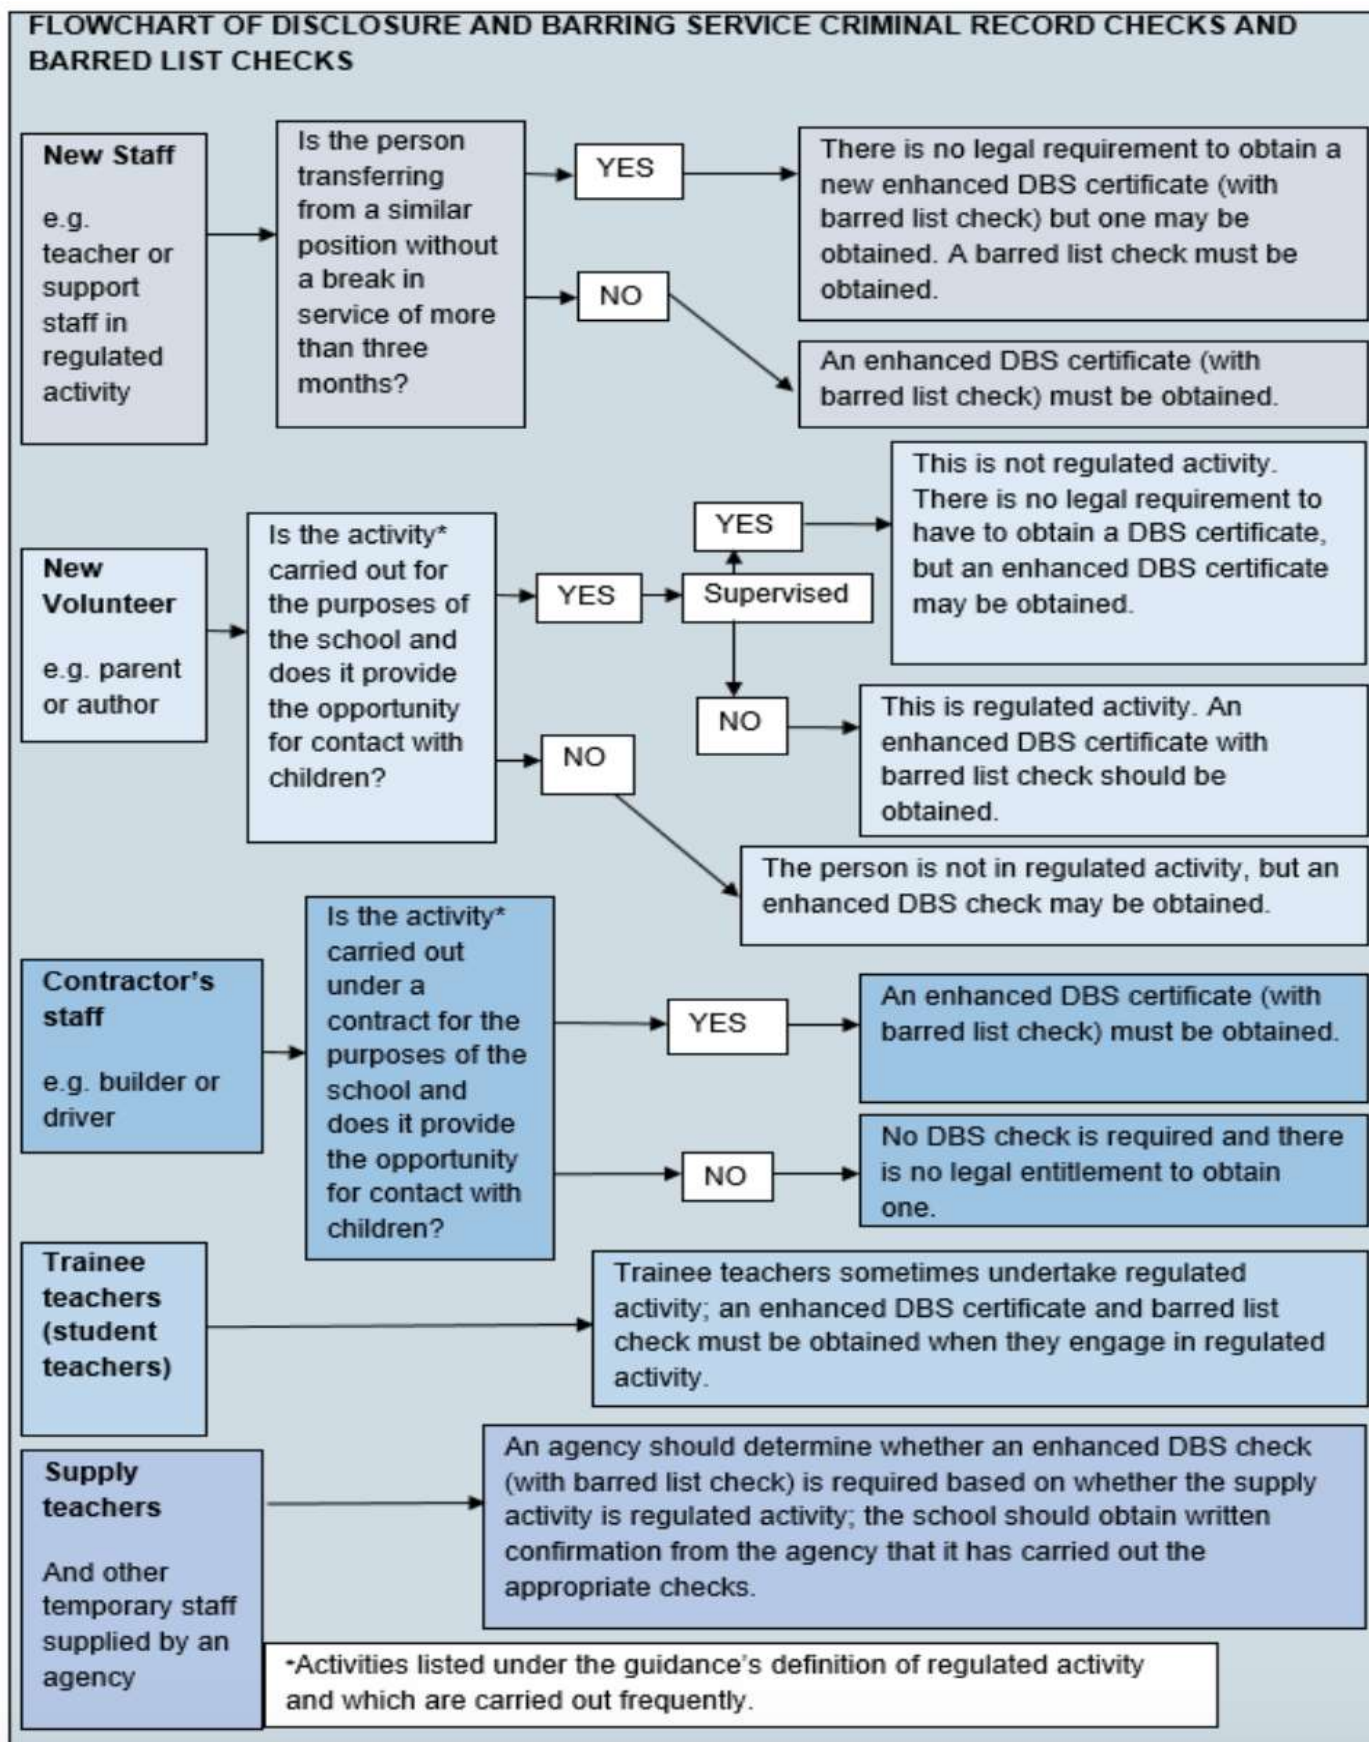 FLOWCHART OF DISCLOSURE AND BARRING SERVICE CRIMINAL RECORD CHECKS AND
BARRED LIST CHECKS
New Staff
e.g.
teacher or
support
staff in
regulated
activity
Is the person
transferring
from a similar
position without
a break in
service of more
than three
months?
YES
There is no legal requirement to obtain a
new enhanced DBS certificate (with
barred list check) but one may be
obtained. A barred list check must be
obtained.
NO
An enhanced DBS certificate (with
barred list check) must be obtained.
New
Volunteer
e.g. parent
or author
Is the activity*
carried out for
the purposes of
the school and
does it provide
the opportunity
for contact with
children?
YES
Supervised
YES
This is not regulated activity.
There is no legal requirement to
have to obtain a DBS certificate,
but an enhanced DBS certificate
may be obtained.
NO
This is regulated activity. An
enhanced DBS certificate with
barred list check should be
obtained.
NO
The person is not in regulated activity, but an
enhanced DBS check may be obtained.
Contractor's
staff
e.g. builder or
driver
Is the activity*
carried out
under a
contract for the
purposes of the
school and
does it provide
the opportunity
for contact with
children?
YES
An enhanced DBS certificate (with
barred list check) must be obtained.
NO
No DBS check is required and there
is no legal entitlement to obtain
one.
Trainee
teachers
(student
teachers)
Trainee teachers sometimes undertake regulated
activity; an enhanced DBS certificate and barred list
check must be obtained when they engage in regulated
activity.
Supply
teachers
And other
temporary staff
supplied by an
agency
An agency should determine whether an enhanced DBS check
(with barred list check) is required based on whether the supply
activity is regulated activity; the school should obtain written
confirmation from the agency that it has carried out the
appropriate checks.
*Activities listed under the guidance's definition of regulated activity
and which are carried out frequently.